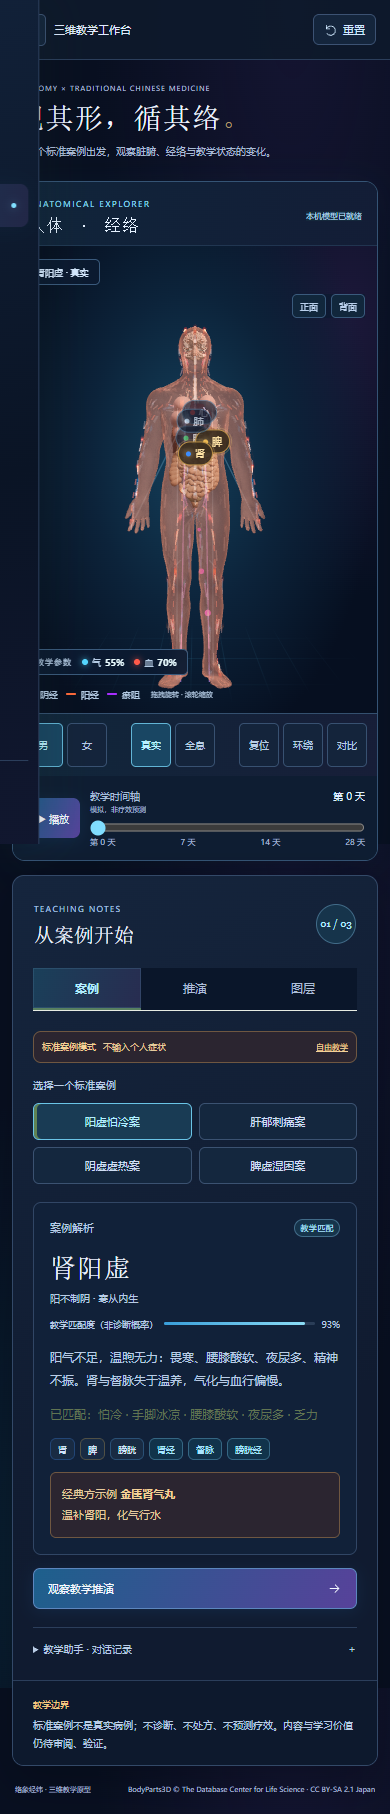 三维教学工作台
重置
OMY × TRADITIONAL CHINESE MEDICINE
其形，循其络。
个标准案例出发，观察脏腑、经络与教学状态的变化。
NATOMICAL EXPLORER
人体 · 经络
本机模型已就绪
肾阳虚 · 真实
正面
背面
肺
脾
肾
教学参数 气 55% 血 70%
阴经 阳经 瘀阻 拖拽旋转 · 滚轮缩放
男
女
真实
全息
复位
环绕
对比
播放
教学时间轴
第 0 天
模拟，非疗效预测
第 0 天
7 天
14 天
28 天
TEACHING NOTES
从案例开始
01 / 03
案例
推演
图层
标准案例模式 不输入个人症状
自由教学
选择一个标准案例
阳虚怕冷案
肝郁刺痛案
阴虚虚热案
脾虚湿困案
案例解析
教学匹配
肾阳虚
阳不制阴 · 寒从内生
教学匹配度（非诊断概率）
93%
阳气不足，温煦无力：畏寒、腰膝酸软、夜尿多、精神
不振。肾与督脉失于温养，气化与血行偏慢。
已匹配：怕冷 · 手脚冰凉 · 腰膝酸软 · 夜尿多 · 乏力
肾
脾
膀胱
肾经
督脉
膀胱经
经典方示例 金匮肾气丸
温补肾阳，化气行水
观察教学推演 →
教学助手 · 对话记录 +
教学边界
标准案例不是真实病例；不诊断、不处方、不预测疗效。内容与学习价值
仍待审阅、验证。
络象经纬 · 三维教学原型
BodyParts3D © The Database Center for Life Science · CC BY-SA 2.1 Japan